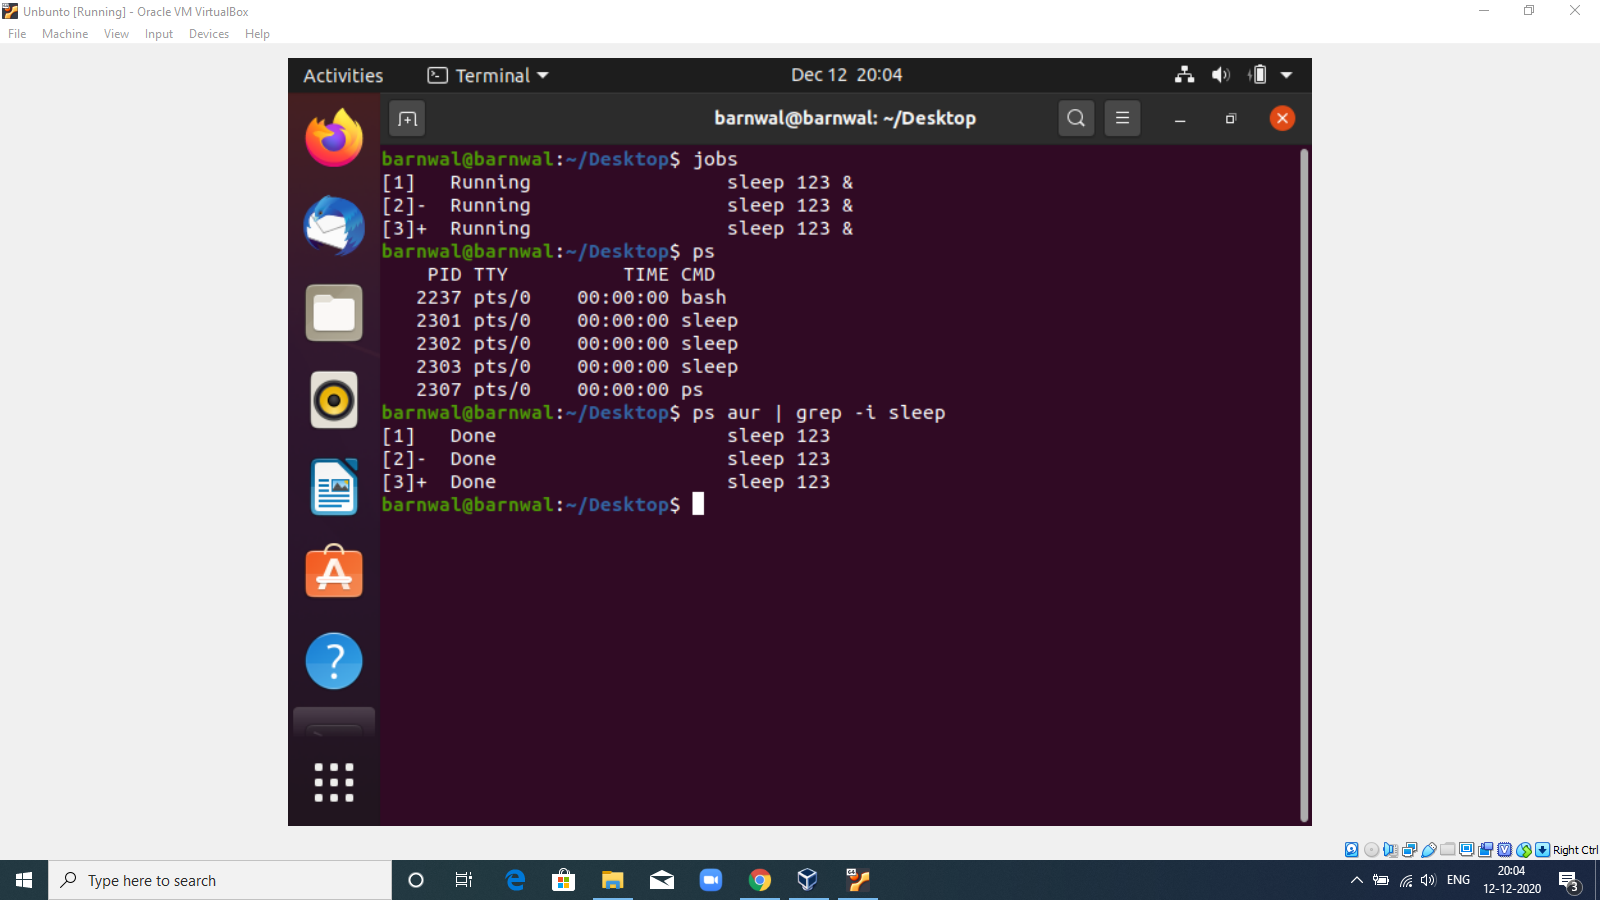 Unbunto [Running] - Oracle VM VirtualBox
File Machine View Input Devices Help
Activities Terminal Dec 12 20:04
barnwal@barnwal: ~/Desktop
barnwal@barnwal:~/Desktop$ jobs
[1]   Running                 sleep 123 &
[2]-  Running                 sleep 123 &
[3]+  Running                 sleep 123 &
barnwal@barnwal:~/Desktop$ ps
    PID TTY          TIME CMD
   2237 pts/0    00:00:00 bash
   2301 pts/0    00:00:00 sleep
   2302 pts/0    00:00:00 sleep
   2303 pts/0    00:00:00 sleep
   2307 pts/0    00:00:00 ps
barnwal@barnwal:~/Desktop$ ps aur | grep -i sleep
[1]   Done                    sleep 123
[2]-  Done                    sleep 123
[3]+  Done                    sleep 123
barnwal@barnwal:~/Desktop$
Right Ctrl
Type here to search
ENG
20:04
12-12-2020
3